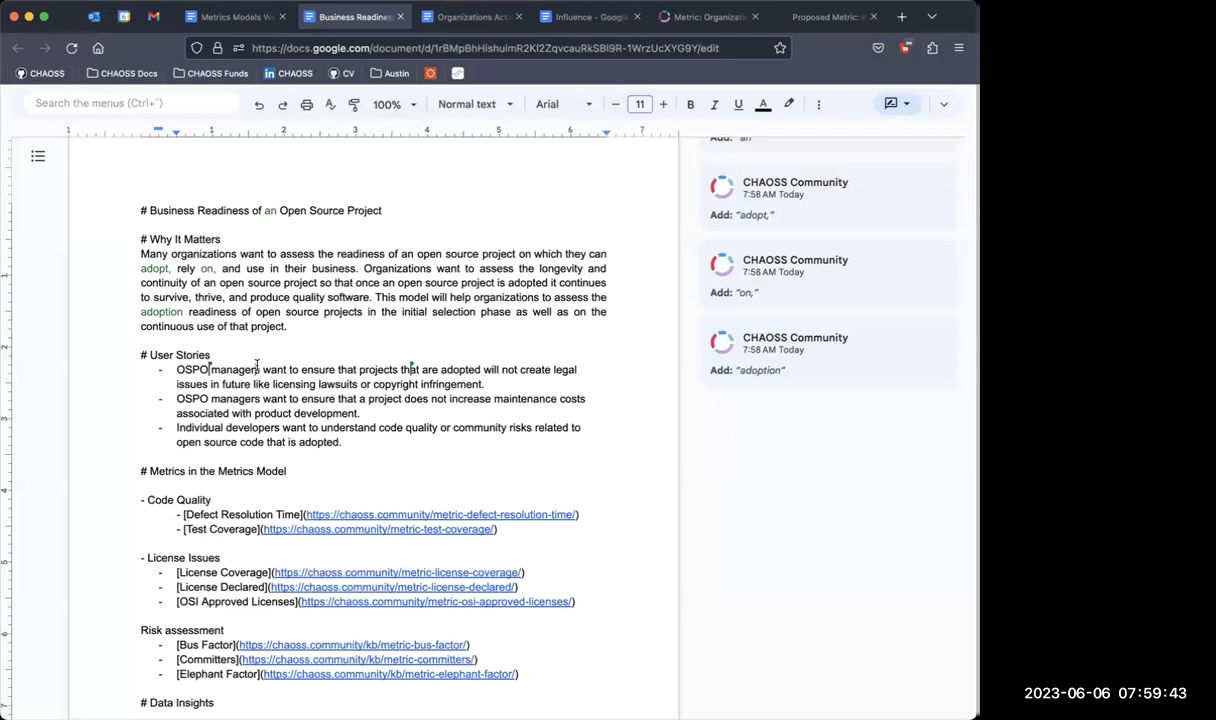 Metrics Models W
Business Readines
Organizations Act
Influence - Google
Metric: Organizatio
Proposed Metric: #
https://docs.google.com/document/d/1rBMpBhHishuimR2KI2ZqvcauRkSBI9R-1WrzUcXYG9Y/edit
CHAOSS
CHAOSS Docs
CHAOSS Funds
CHAOSS
CV
Austin
Search the menus (Ctrl+`)
100%
Normal text
Arial
11
B I U A
1 1 2 3 4 5 6 7
# Business Readiness of an Open Source Project
# Why It Matters
Many organizations want to assess the readiness of an open source project on which they can
adopt, rely on, and use in their business. Organizations want to assess the longevity and
continuity of an open source project so that once an open source project is adopted it continues
to survive, thrive, and produce quality software. This model will help organizations to assess the
adoption readiness of open source projects in the initial selection phase as well as on the
continuous use of that project.
# User Stories
- OSPO managers want to ensure that projects that are adopted will not create legal
issues in future like licensing lawsuits or copyright infringement.
- OSPO managers want to ensure that a project does not increase maintenance costs
associated with product development.
- Individual developers want to understand code quality or community risks related to
open source code that is adopted.
# Metrics in the Metrics Model
- Code Quality
- [Defect Resolution Time](https://chaoss.community/metric-defect-resolution-time/)
- [Test Coverage](https://chaoss.community/metric-test-coverage/)
- License Issues
- [License Coverage](https://chaoss.community/metric-license-coverage/)
- [License Declared](https://chaoss.community/metric-license-declared/)
- [OSI Approved Licenses](https://chaoss.community/metric-osi-approved-licenses/)
Risk assessment
- [Bus Factor](https://chaoss.community/kb/metric-bus-factor/)
- [Committers](https://chaoss.community/kb/metric-committers/)
- [Elephant Factor](https://chaoss.community/kb/metric-elephant-factor/)
# Data Insights
Add: "an"
CHAOSS Community
7:58 AM Today
Add: "adopt,"
CHAOSS Community
7:58 AM Today
Add: "on,"
CHAOSS Community
7:58 AM Today
Add: "adoption"
2023-06-06 07:59:43